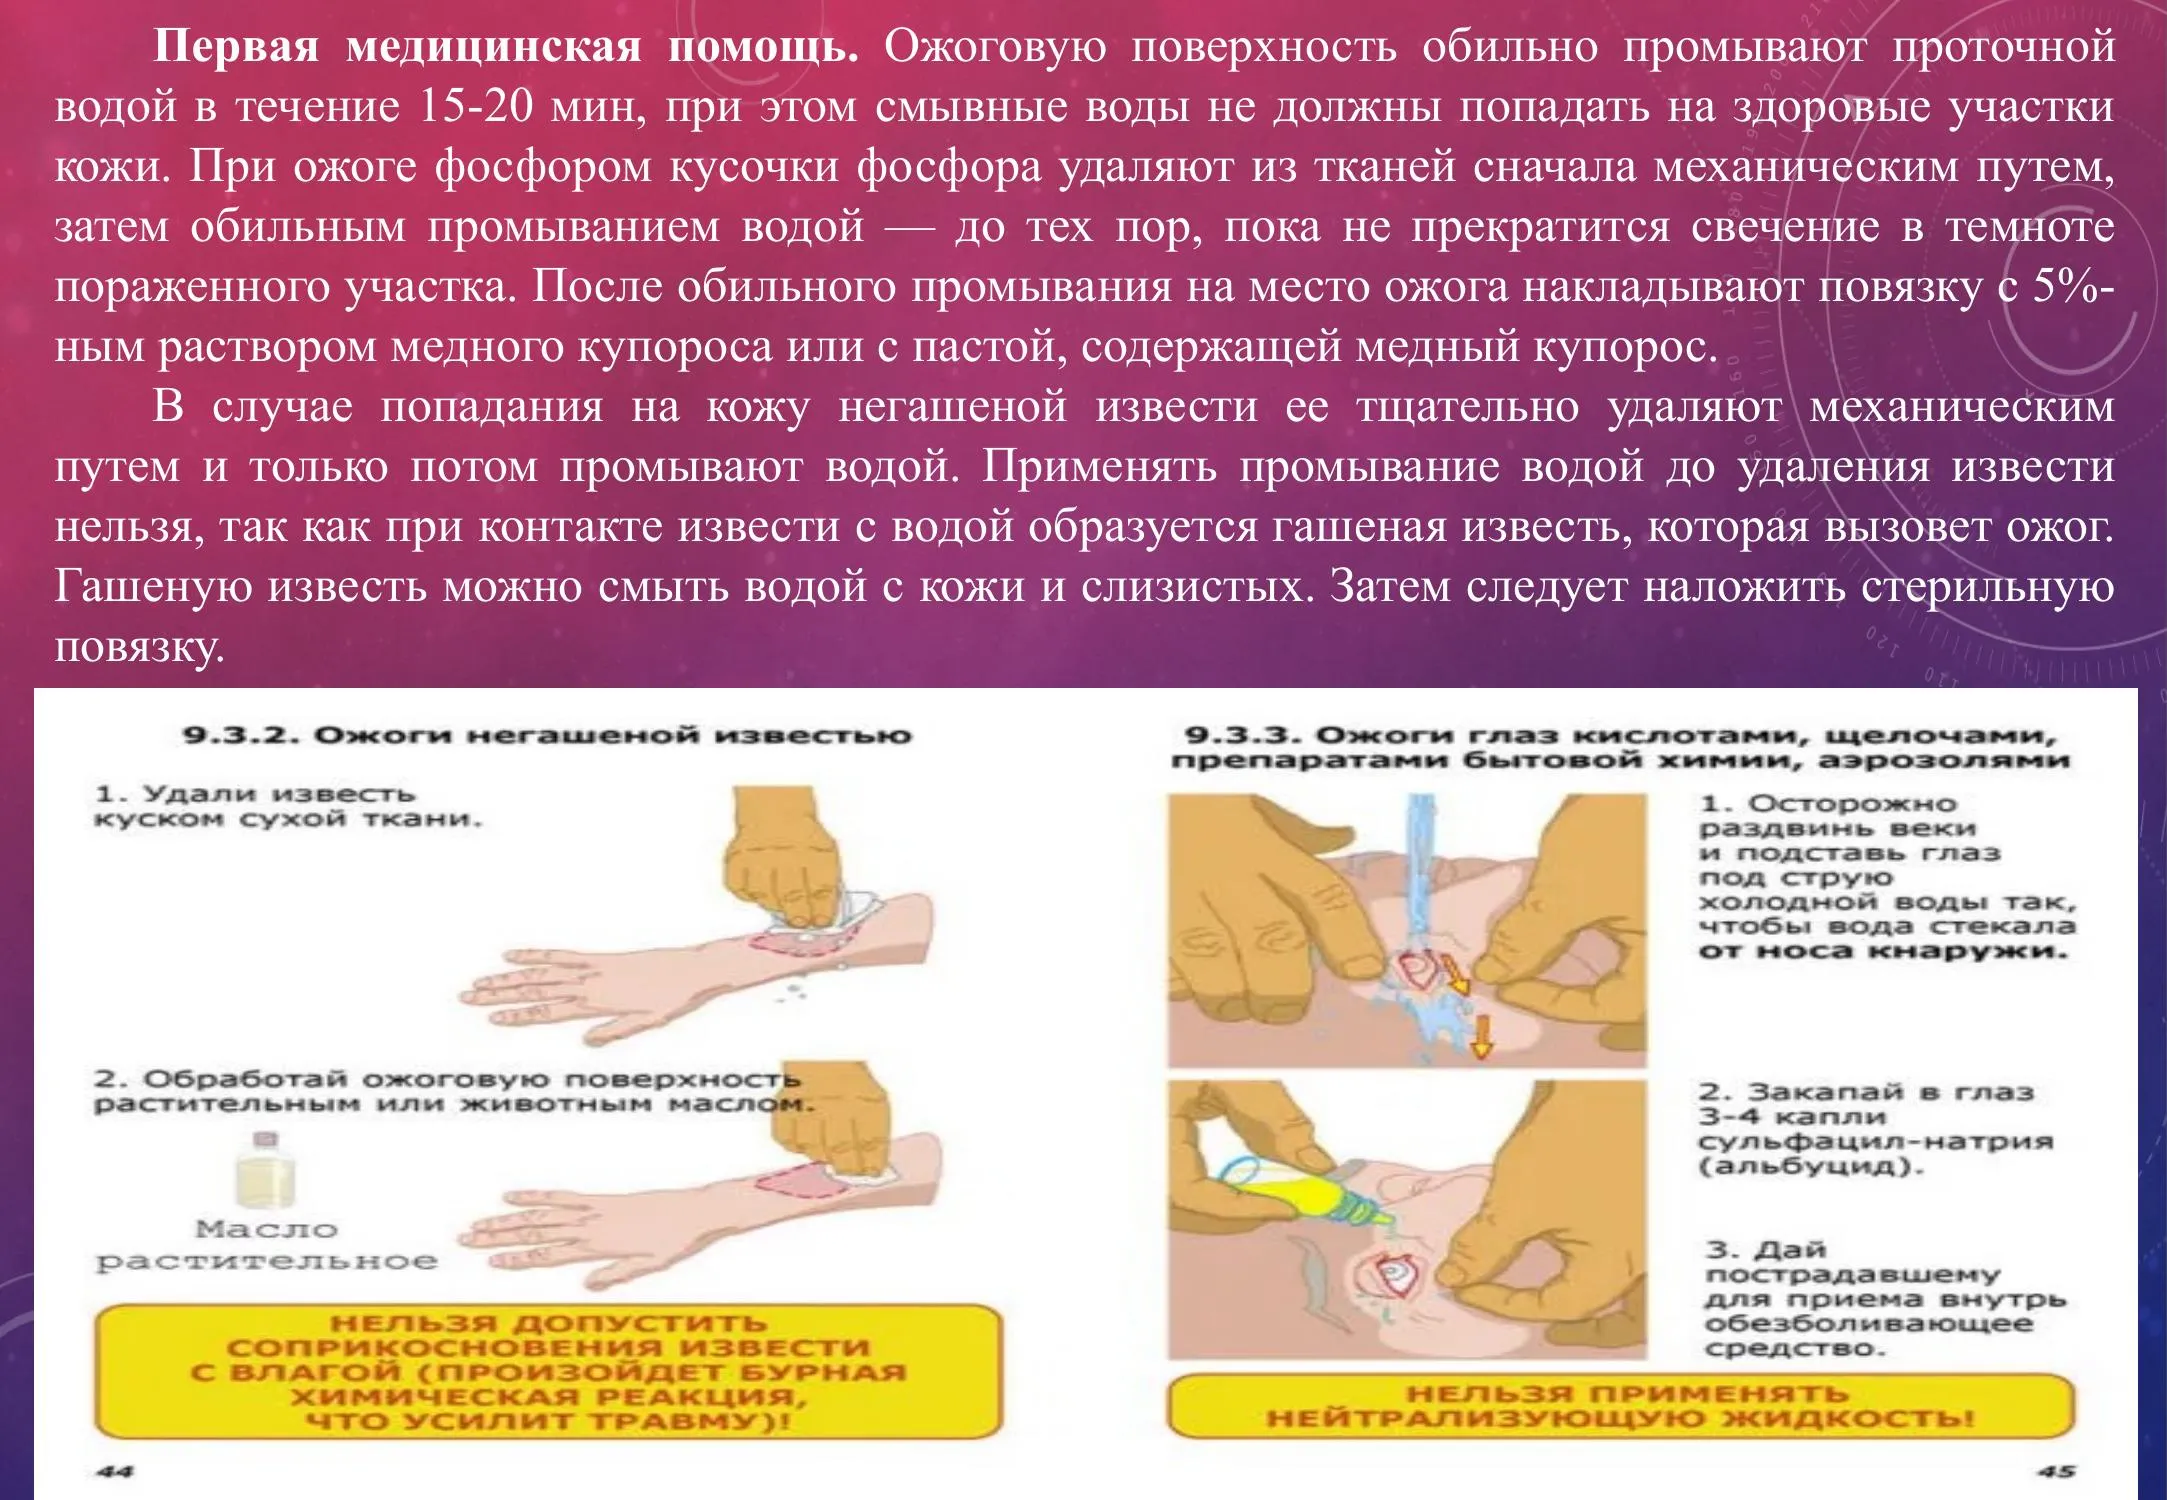 Первая медицинская помощь. Ожоговую поверхность обильно промывают проточной
водой в течение 15-20 мин, при этом смывные воды не должны попадать на здоровые участки
кожи. При ожоге фосфором кусочки фосфора удаляют из тканей сначала механическим путем,
затем обильным промыванием водой — до тех пор, пока не прекратится свечение в темноте
пораженного участка. После обильного промывания на место ожога накладывают повязку с 5%-
ным раствором медного купороса или с пастой, содержащей медный купорос.
В случае попадания на кожу негашеной извести ее тщательно удаляют механическим
путем и только потом промывают водой. Применять промывание водой до удаления извести
нельзя, так как при контакте извести с водой образуется гашеная известь, которая вызовет ожог.
Гашеную известь можно смыть водой с кожи и слизистых. Затем следует наложить стерильную
повязку.
9.3.2. Ожоги негашеной известью
1. Удали известь
куском сухой ткани.
2. Обработай ожоговую поверхность
растительным или животным маслом.
Масло
растительное
НЕЛЬЗЯ ДОПУСТИТЬ
СОПРИКОСНОВЕНИЯ ИЗВЕСТИ
С ВЛАГОЙ (ПРОИЗОЙДЕТ БУРНАЯ
ХИМИЧЕСКАЯ РЕАКЦИЯ,
ЧТО УСИЛИТ ТРАВМУ)!
44
9.3.3. Ожоги глаз кислотами, щелочами,
препаратами бытовой химии, аэрозолями
1. Осторожно
раздвинь веки
и подставь глаз
под струю
холодной воды так,
чтобы вода стекала
от носа кнаружи.
2. Закапай в глаз
3-4 капли
сульфацил-натрия
(альбуцид).
3. Дай
пострадавшему
для приема внутрь
обезболивающее
средство.
НЕЛЬЗЯ ПРИМЕНЯТЬ
НЕЙТРАЛИЗУЮЩУЮ ЖИДКОСТЬ!
45